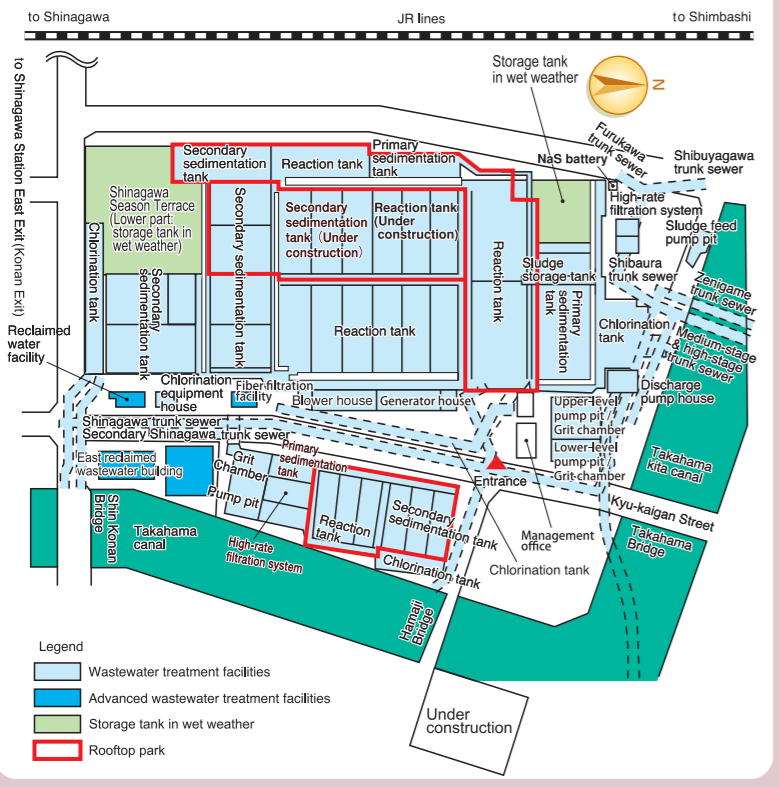 to Shinagawa
JR lines
to Shimbashi
to Shinagawa Station East Exit (Konan Exit)
Storage tank
in wet weather
N
Furukawa
trunk sewer
Shibuyagawa
trunk sewer
NaS battery
High-rate
filtration system
Sludge feed
pump pit
Shibaura
trunk sewer
Zenigame
trunk sewer
Medium-stage
& high-stage
trunk sewer
Secondary
sedimentation
tank
Reaction tank
Primary
sedimentation
tank
Shinagawa
Season Terrace
(Lower part:
storage tank in
wet weather)
Chlorination tank
Secondary
sedimentation tank
Secondary sedimentation tank
Secondary
sedimentation
tank (Under
construction)
Reaction tank
(Under
construction)
Reaction tank
Reaction tank
Sludge
storage-tank
Primary
sedimentation tank
Chlorination
tank
Discharge
pump house
Reclaimed
water
facility
Chlorination
equipment
house
Fiber filtration
facility
Blower house
Generator house
Upper-level
pump pit /
Grit chamber
Lower-level
pump pit /
Grit chamber
Shinagawa trunk sewer
Secondary Shinagawa trunk sewer
East reclaimed
wastewater building
Grit
Chamber
Pump pit
Primary
sedimentation
tank
High-rate
filtration system
Reaction
tank
Secondary
sedimentation tank
Chlorination tank
Entrance
Management
office
Chlorination tank
Kyu-kaigan Street
Takahama
kita canal
Takahama
Bridge
Shin Konan
Bridge
Takahama
canal
Hamaji
Bridge
Under
construction
Legend
Wastewater treatment facilities
Advanced wastewater treatment facilities
Storage tank in wet weather
Rooftop park